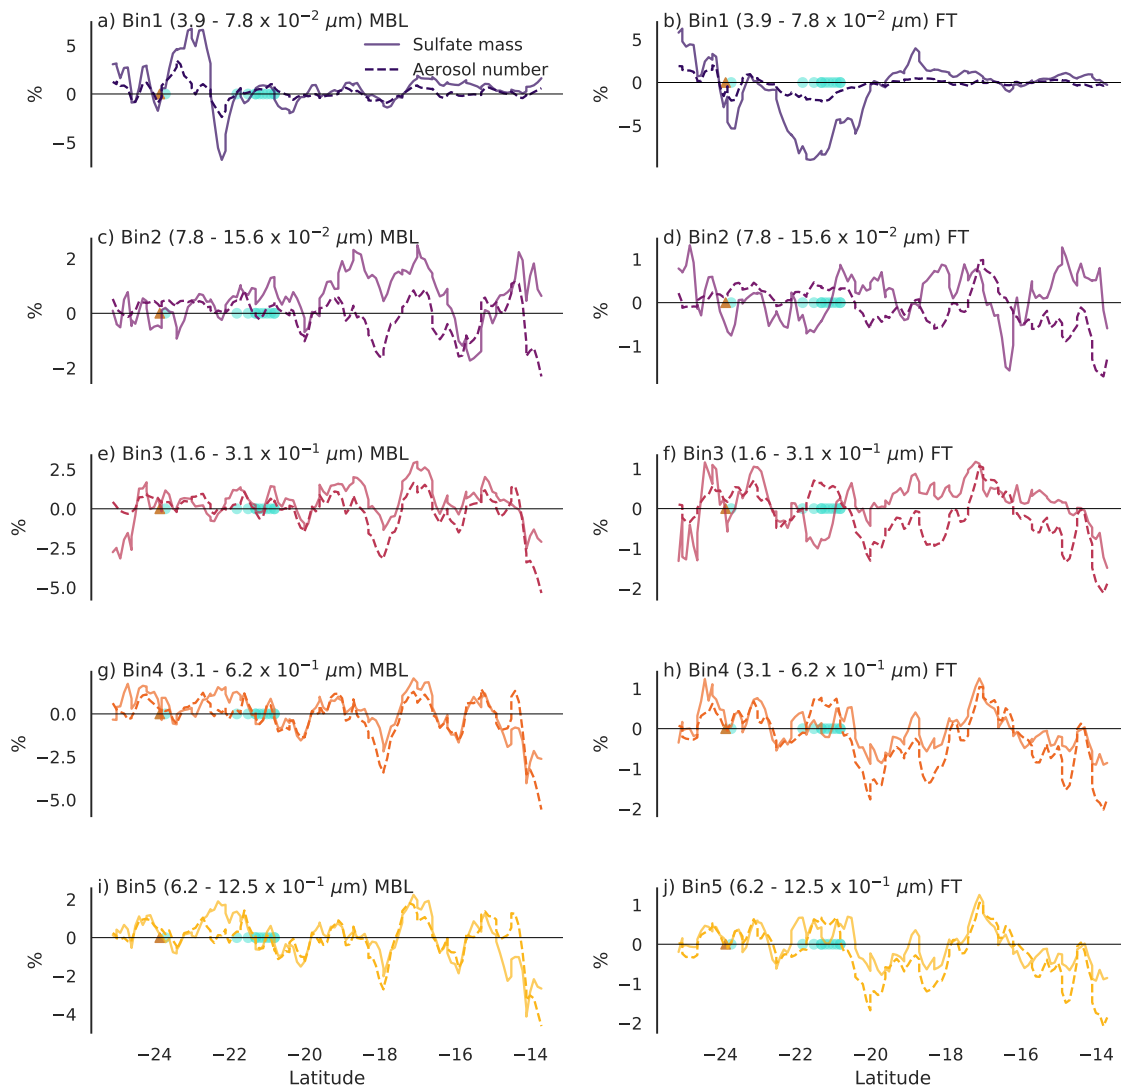 a) Bin1 (3.9 - 7.8 x 10⁻² μm) MBL
Sulfate mass
Aerosol number
5
0
−5
%
b) Bin1 (3.9 - 7.8 x 10⁻² μm) FT
5
0
−5
%
c) Bin2 (7.8 - 15.6 x 10⁻² μm) MBL
2
0
−2
%
d) Bin2 (7.8 - 15.6 x 10⁻² μm) FT
1
0
−1
%
e) Bin3 (1.6 - 3.1 x 10⁻¹ μm) MBL
2.5
0.0
−2.5
−5.0
%
f) Bin3 (1.6 - 3.1 x 10⁻¹ μm) FT
1
0
−1
−2
%
g) Bin4 (3.1 - 6.2 x 10⁻¹ μm) MBL
0.0
−2.5
−5.0
%
h) Bin4 (3.1 - 6.2 x 10⁻¹ μm) FT
1
0
−1
−2
%
i) Bin5 (6.2 - 12.5 x 10⁻¹ μm) MBL
2
0
−2
−4
%
−24 −22 −20 −18 −16 −14
Latitude
j) Bin5 (6.2 - 12.5 x 10⁻¹ μm) FT
1
0
−1
−2
%
−24 −22 −20 −18 −16 −14
Latitude